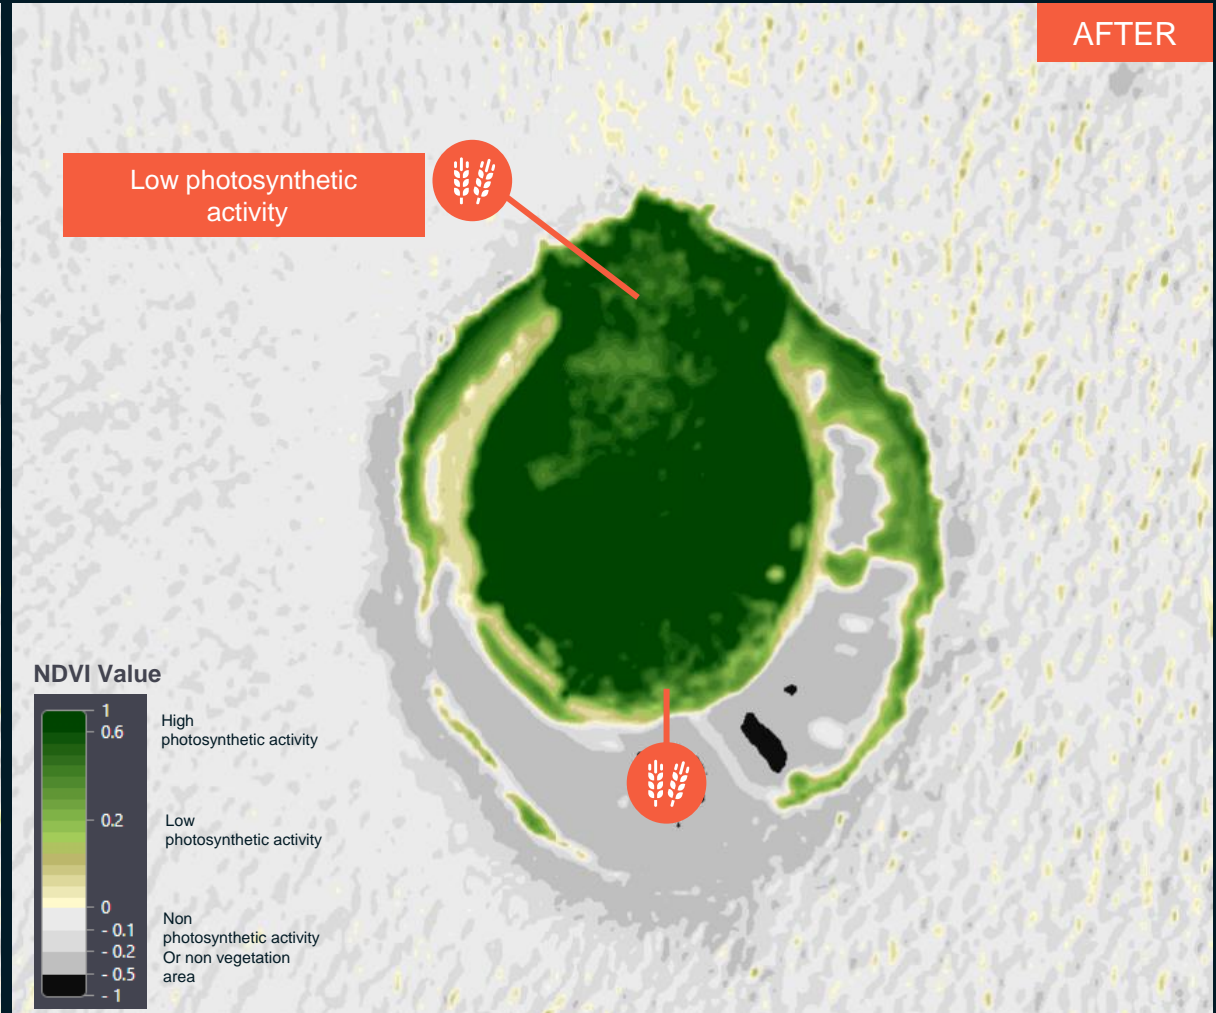 AFTER
Low photosynthetic
activity
NDVI Value
1
0.6
0.2
0
- 0.1
- 0.2
- 0.5
- 1
High
photosynthetic activity
Low
photosynthetic activity
Non
photosynthetic activity
Or non vegetation
area